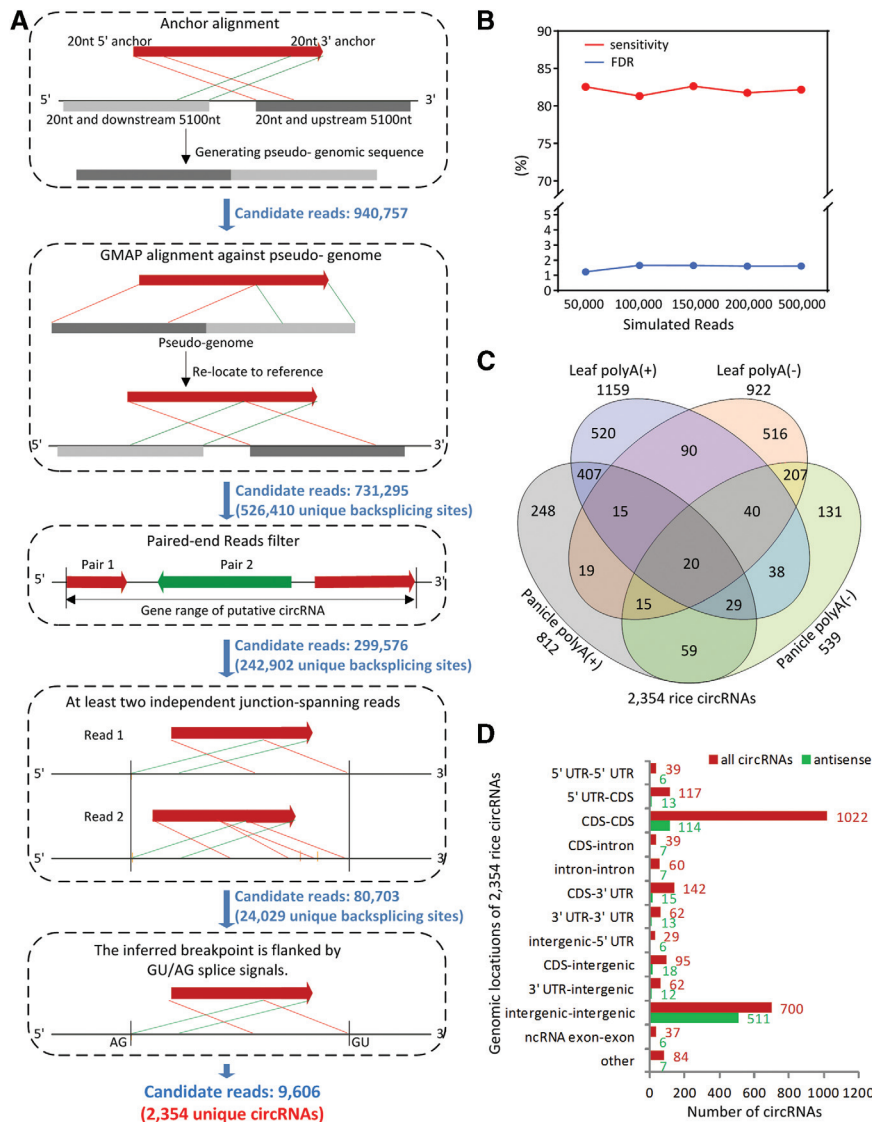 A
Anchor alignment
20nt 5' anchor
20nt 3' anchor
5'
3'
20nt and downstream 5100nt
20nt and upstream 5100nt
Generating pseudo- genomic sequence
Candidate reads: 940,757
GMAP alignment against pseudo- genome
Pseudo-genome
Re-locate to reference
5'
3'
Candidate reads: 731,295
(526,410 unique backsplicing sites)
Paired-end Reads filter
Pair 1
Pair 2
5'
3'
Gene range of putative circRNA
Candidate reads: 299,576
(242,902 unique backsplicing sites)
At least two independent junction-spanning reads
Read 1
5'
3'
Read 2
5'
3'
Candidate reads: 80,703
(24,029 unique backsplicing sites)
The inferred breakpoint is flanked by
GU/AG splice signals.
5'
3'
AG
GU
Candidate reads: 9,606
(2,354 unique circRNAs)
B
sensitivity
FDR
90
85
80
75
70
5
4
3
2
1
0
(%)
50,000
100,000
150,000
200,000
500,000
Simulated Reads
C
Leaf polyA(+)
1159
Leaf polyA(-)
922
520
90
516
407
207
248
15
40
131
20
19
38
15
29
59
Panicle polyA(+)
812
Panicle polyA(-)
539
2,354 rice circRNAs
D
all circRNAs
antisense
Genomic locatiuons of 2,354 rice circRNAs
5' UTR-5' UTR
39
6
5' UTR-CDS
117
13
CDS-CDS
1022
114
CDS-intron
39
7
intron-intron
60
7
CDS-3' UTR
142
15
3' UTR-3' UTR
62
13
intergenic-5' UTR
29
6
CDS-intergenic
95
18
3' UTR-intergenic
62
12
intergenic-intergenic
700
511
ncRNA exon-exon
37
6
other
84
7
0
200
400
600
800
1000
1200
Number of circRNAs